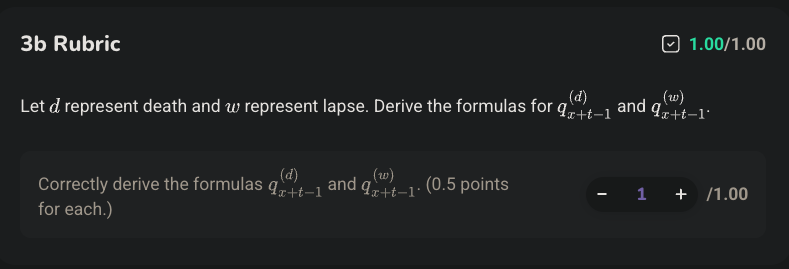 3b Rubric
1.00/1.00
Let $d$ represent death and $w$ represent lapse. Derive the formulas for $q_{x+t-1}^{(d)}$ and $q_{x+t-1}^{(w)}$.
Correctly derive the formulas $q_{x+t-1}^{(d)}$ and $q_{x+t-1}^{(w)}$. (0.5 points
for each.)
− 1 + /1.00